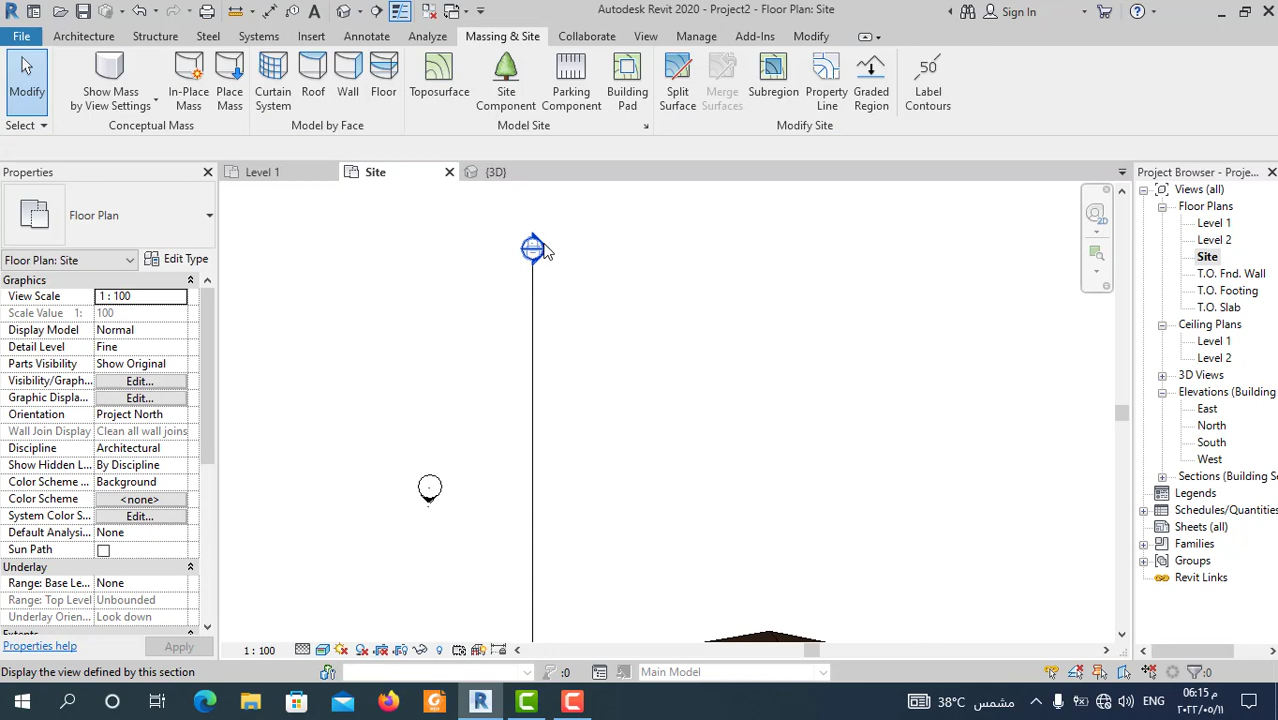 Autodesk Revit 2020 - Project2 - Floor Plan: Site
Sign In
File Architecture Structure Steel Systems Insert Annotate Analyze Massing & Site Collaborate View Manage Add-Ins Modify
Modify
Show Mass
by View Settings
In-Place
Mass
Place
Mass
Curtain
System
Roof
Wall
Floor
Toposurface
Site
Component
Parking
Component
Building
Pad
Split
Surface
Merge
Surfaces
Subregion
Property
Line
Graded
Region
50
Label
Contours
Select
Conceptual Mass
Model by Face
Model Site
Modify Site
Properties
Level 1
Site
{3D}
Project Browser - Proje...
Floor Plan
Floor Plan: Site
Edit Type
Graphics
View Scale 1 : 100
Scale Value 1: 100
Display Model Normal
Detail Level Fine
Parts Visibility Show Original
Visibility/Graph... Edit...
Graphic Displa... Edit...
Orientation Project North
Wall Join Display Clean all wall joins
Discipline Architectural
Show Hidden L... By Discipline
Color Scheme ... Background
Color Scheme <none>
System Color S... Edit...
Default Analysi... None
Sun Path
Underlay
Range: Base Le... None
Range: Top Level Unbounded
Underlay Orien... Look down
Extents
Properties help
Apply
2D
Views (all)
Floor Plans
Level 1
Level 2
Site
T.O. Fnd. Wall
T.O. Footing
T.O. Slab
Ceiling Plans
Level 1
Level 2
3D Views
Elevations (Building
East
North
South
West
Sections (Building Se
Legends
Schedules/Quantities
Sheets (all)
Families
Groups
Revit Links
1 : 100
Display the view defined by this section
:0
Main Model
:0
38°C مشمس
ENG
06:15 م
٢٠٢٢/٠٥/١١